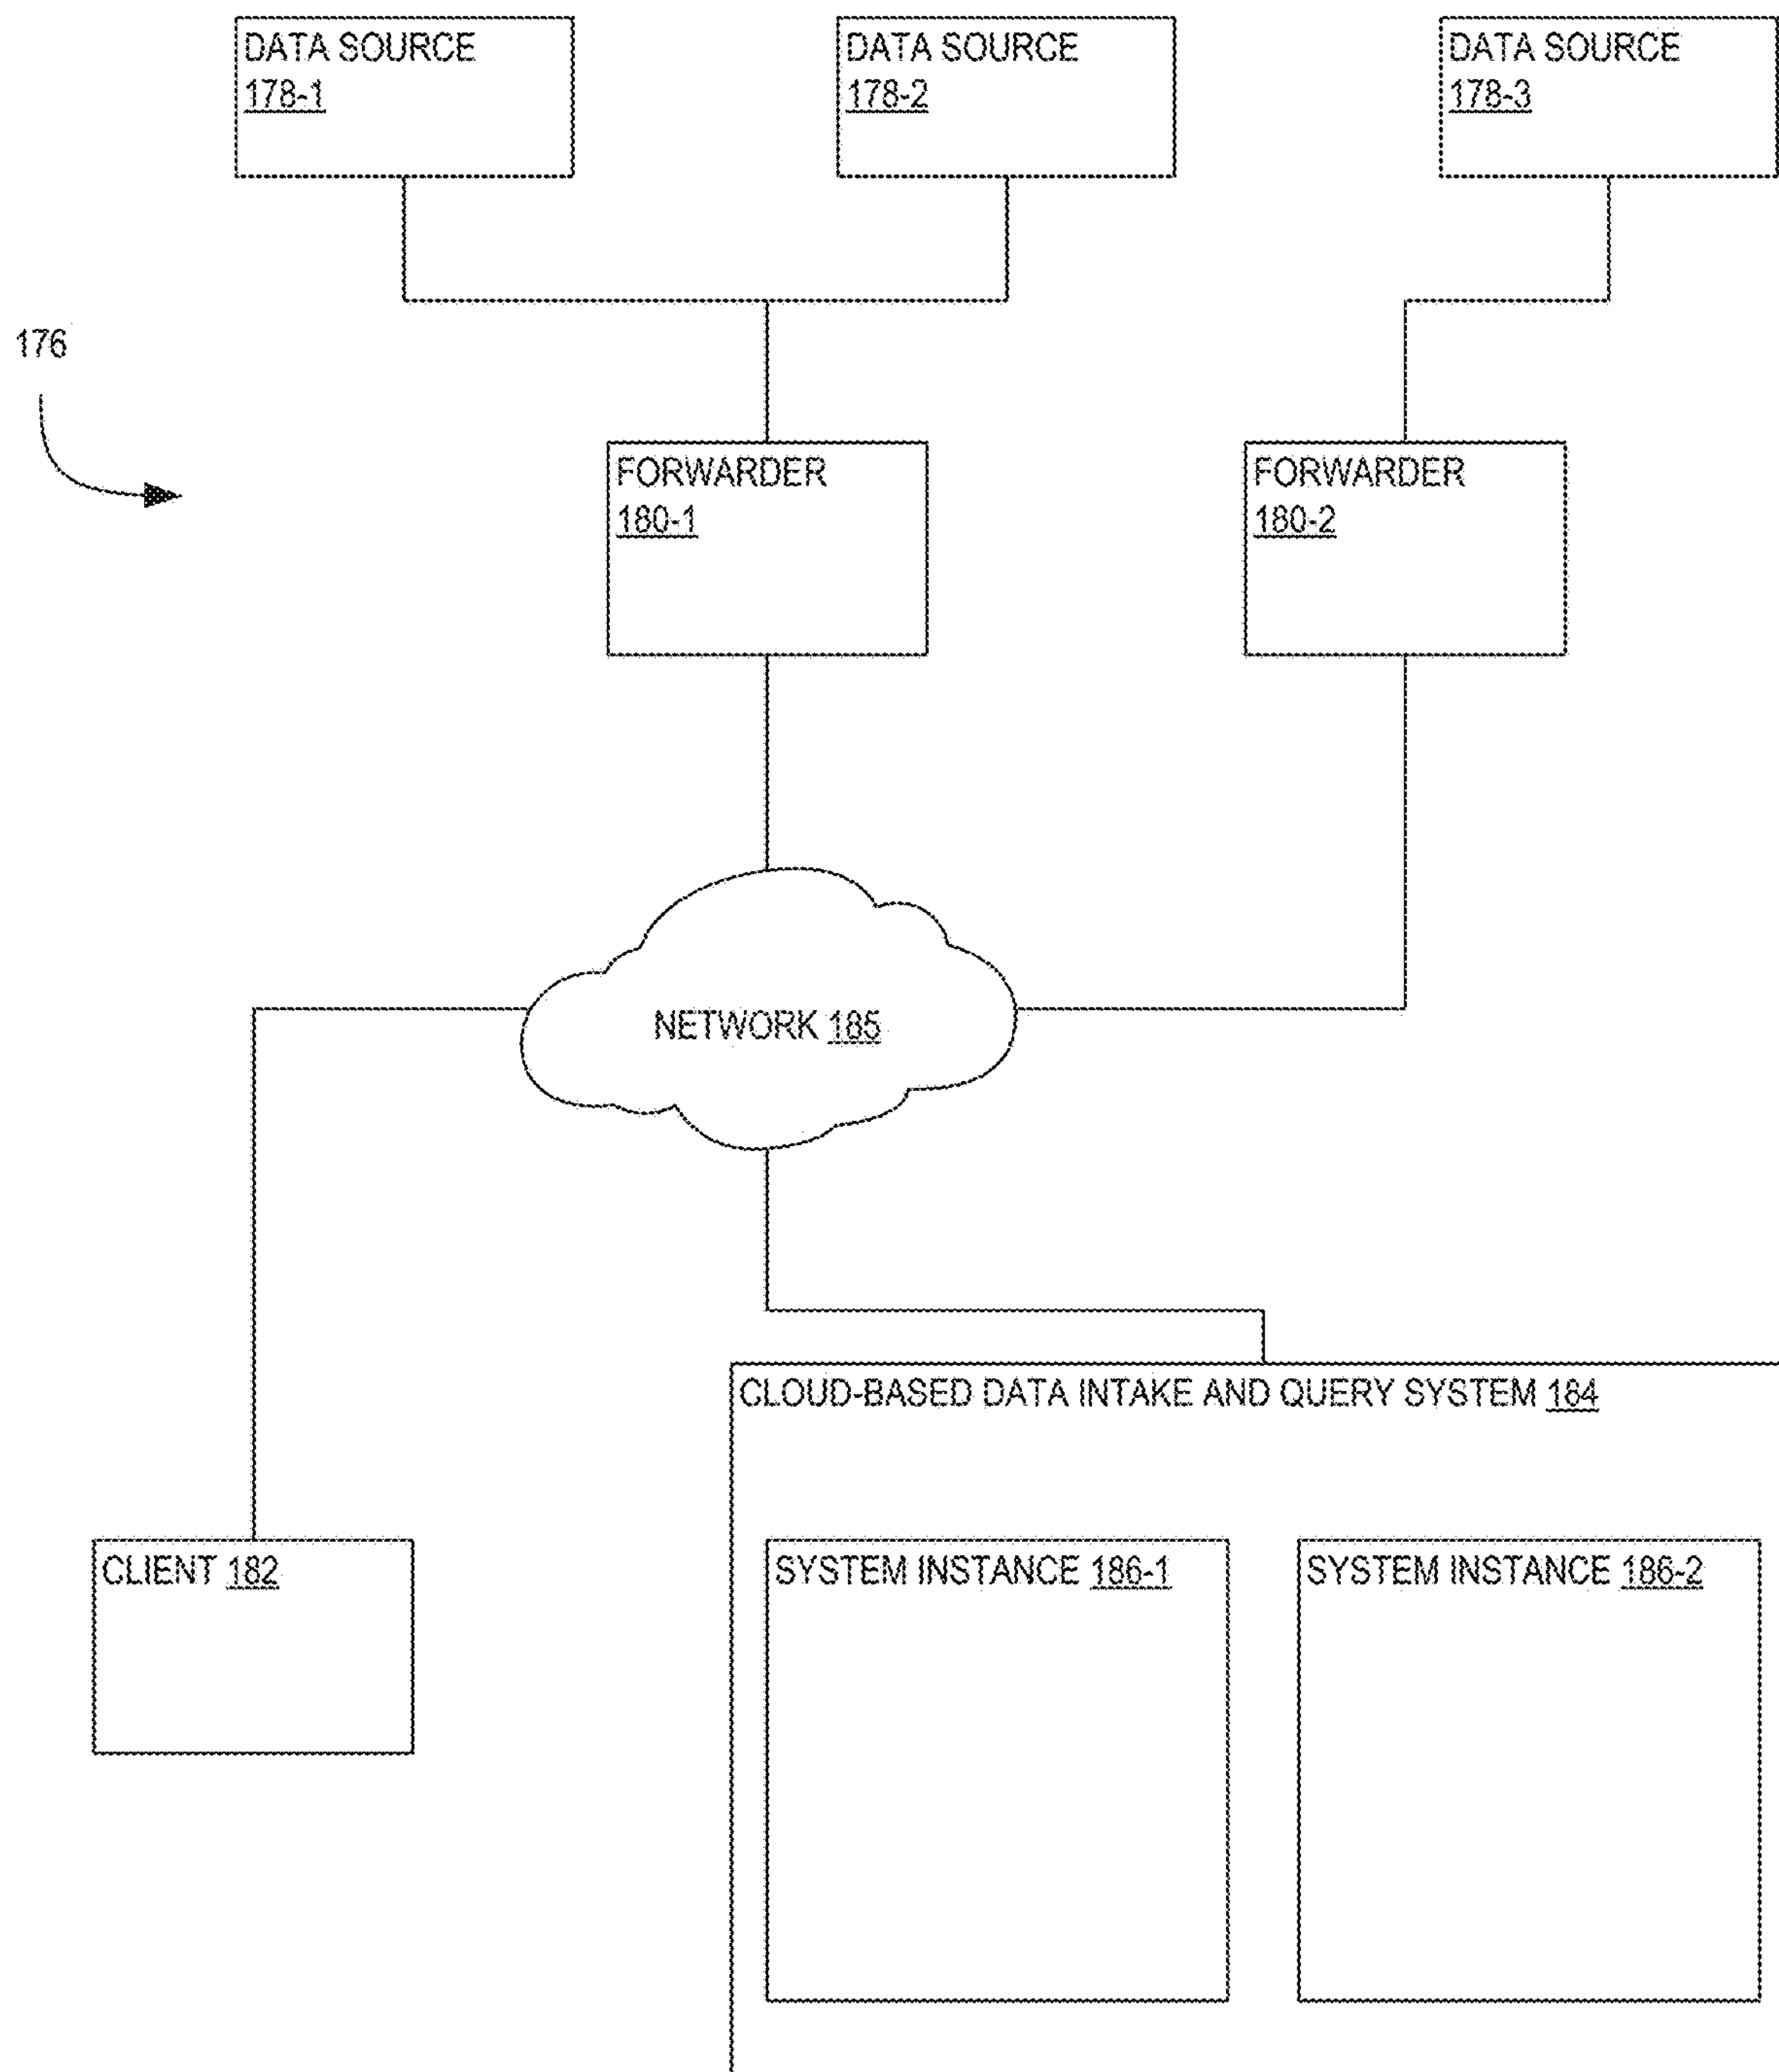 DATA SOURCE
178-1
DATA SOURCE
178-2
DATA SOURCE
178-3
176
FORWARDER
180-1
FORWARDER
180-2
NETWORK 185
CLOUD-BASED DATA INTAKE AND QUERY SYSTEM 184
CLIENT 182
SYSTEM INSTANCE 186-1
SYSTEM INSTANCE 186-2